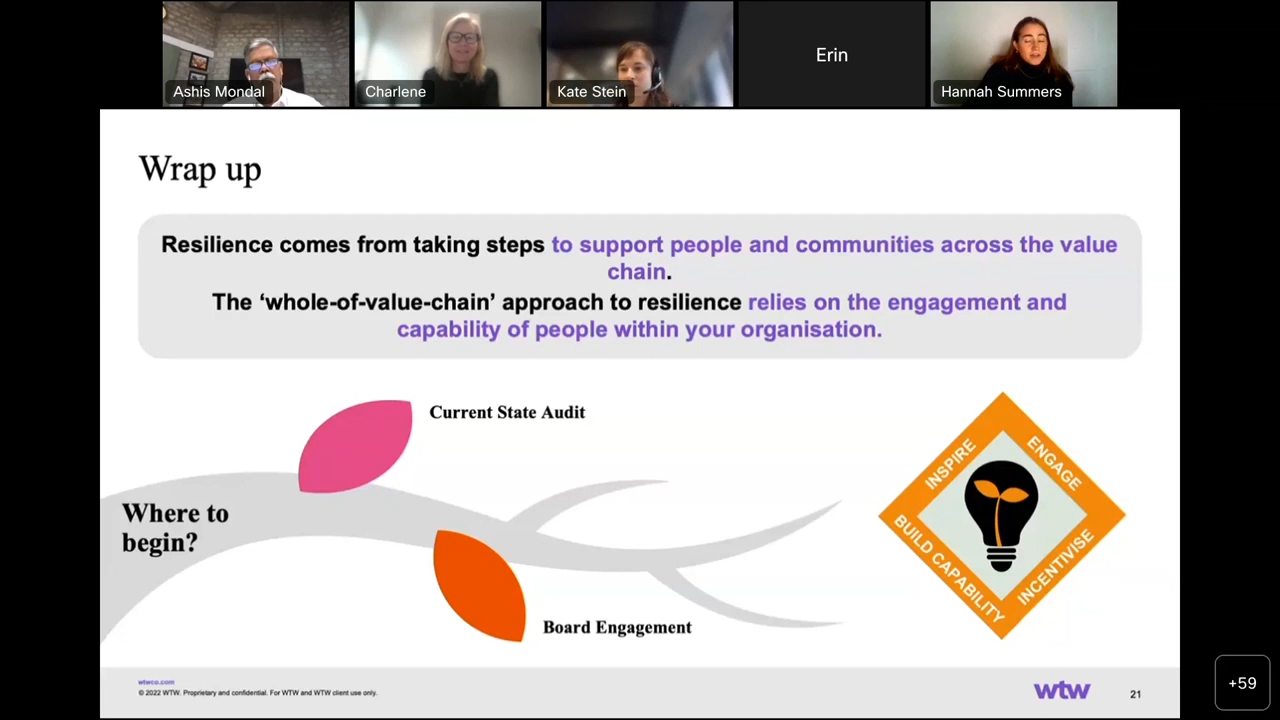 Ashis Mondal
Charlene
Kate Stein
Erin
Hannah Summers
Wrap up
Resilience comes from taking steps to support people and communities across the value
chain.
The ‘whole-of-value-chain’ approach to resilience relies on the engagement and
capability of people within your organisation.
Current State Audit
Where to
begin?
Board Engagement
INSPIRE
ENGAGE
BUILD CAPABILITY
INCENTIVISE
wtwco.com
© 2022 WTW. Proprietary and confidential. For WTW and WTW client use only.
wtw
21
+59